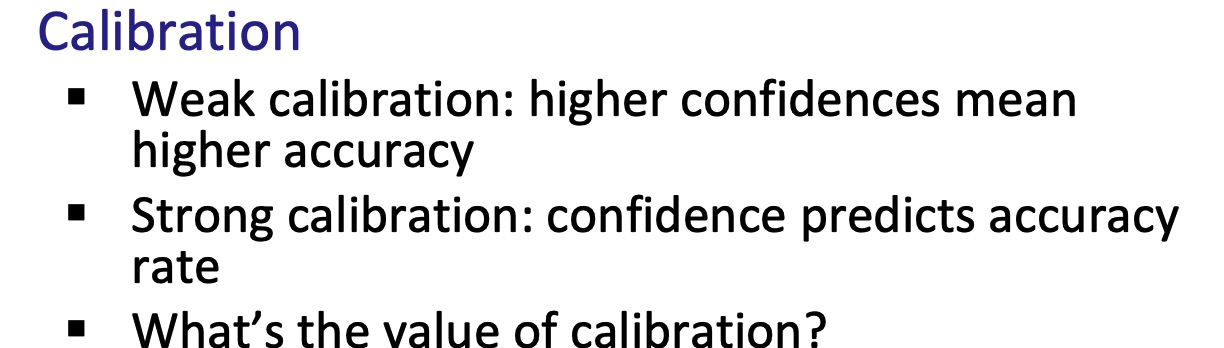 Calibration
▪ Weak calibration: higher confidences mean
higher accuracy
▪ Strong calibration: confidence predicts accuracy
rate
▪ What’s the value of calibration?